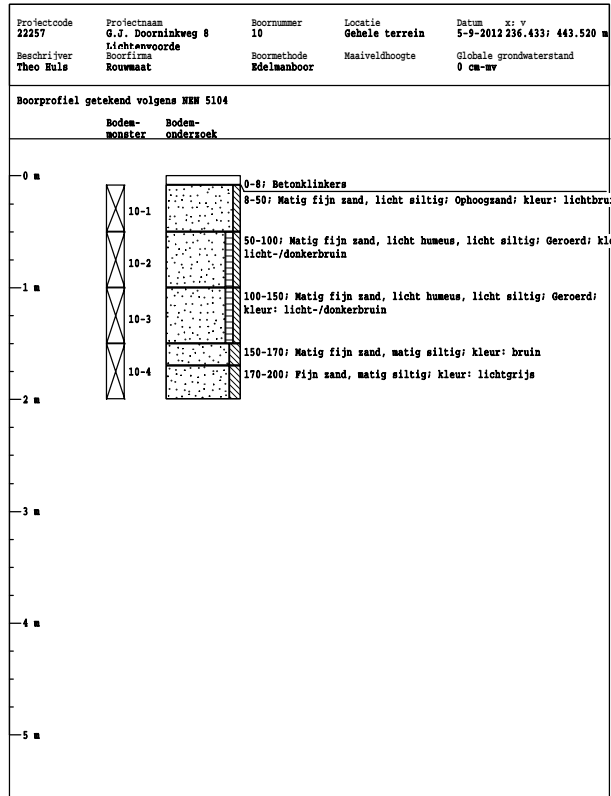 Projectcode Projectnaam Boornummer Locatie Datum x: y
22257 G.J. Doorninkweg 8 10 Gehele terrein 5-9-2012 236.433; 443.520 m
Lichtenvoorde
Beschrijver Boorfirma Boormethode Maaiveldhoogte Globale grondwaterstand
Theo Huls Rouwmaat Edelmanboor 0 cm-mv
Boorprofiel getekend volgens NEN 5104
Bodem- Bodem-
monster onderzoek
0 m
0-8; Betonklinkers
8-50; Matig fijn zand, licht siltig; Ophoogzand; kleur: lichtbrui
10-1
50-100; Matig fijn zand, licht humeus, licht siltig; Geroerd; kle
licht-/donkerbruin
10-2
1 m
100-150; Matig fijn zand, licht humeus, licht siltig; Geroerd;
kleur: licht-/donkerbruin
10-3
150-170; Matig fijn zand, matig siltig; kleur: bruin
10-4
170-200; Fijn zand, matig siltig; kleur: lichtgrijs
2 m
3 m
4 m
5 m